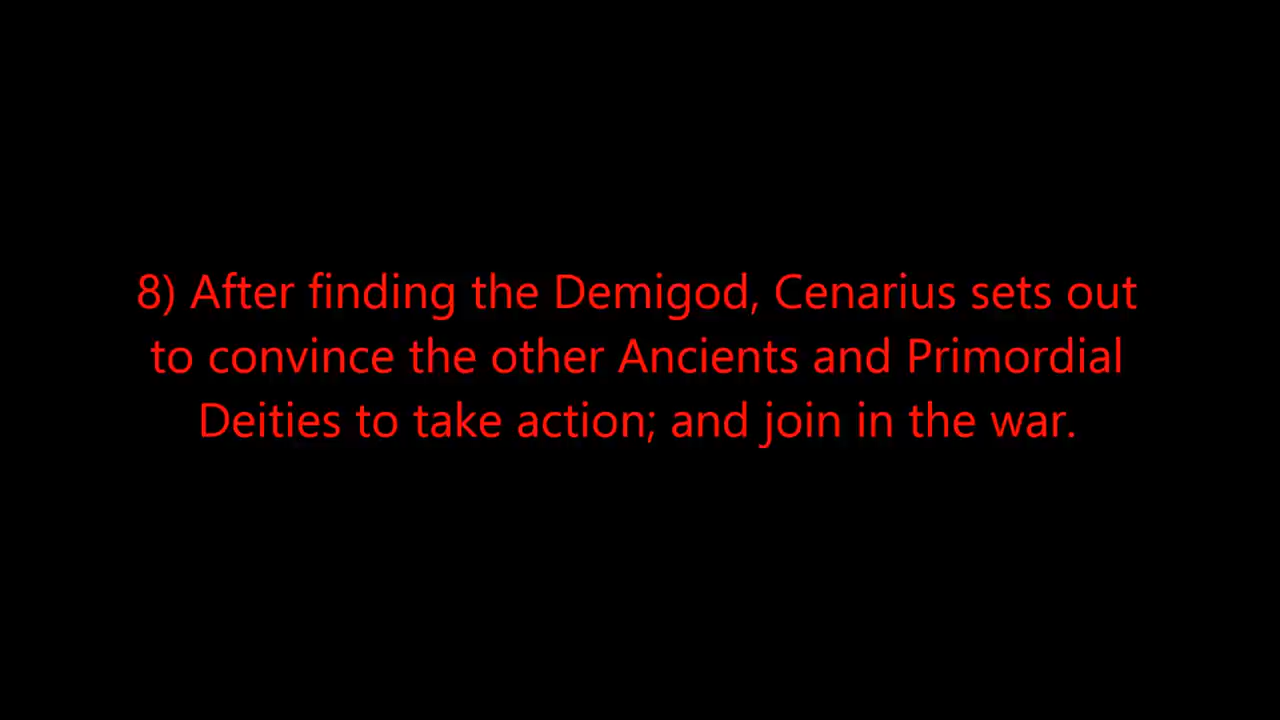 8) After finding the Demigod, Cenarius sets out
to convince the other Ancients and Primordial
Deities to take action; and join in the war.